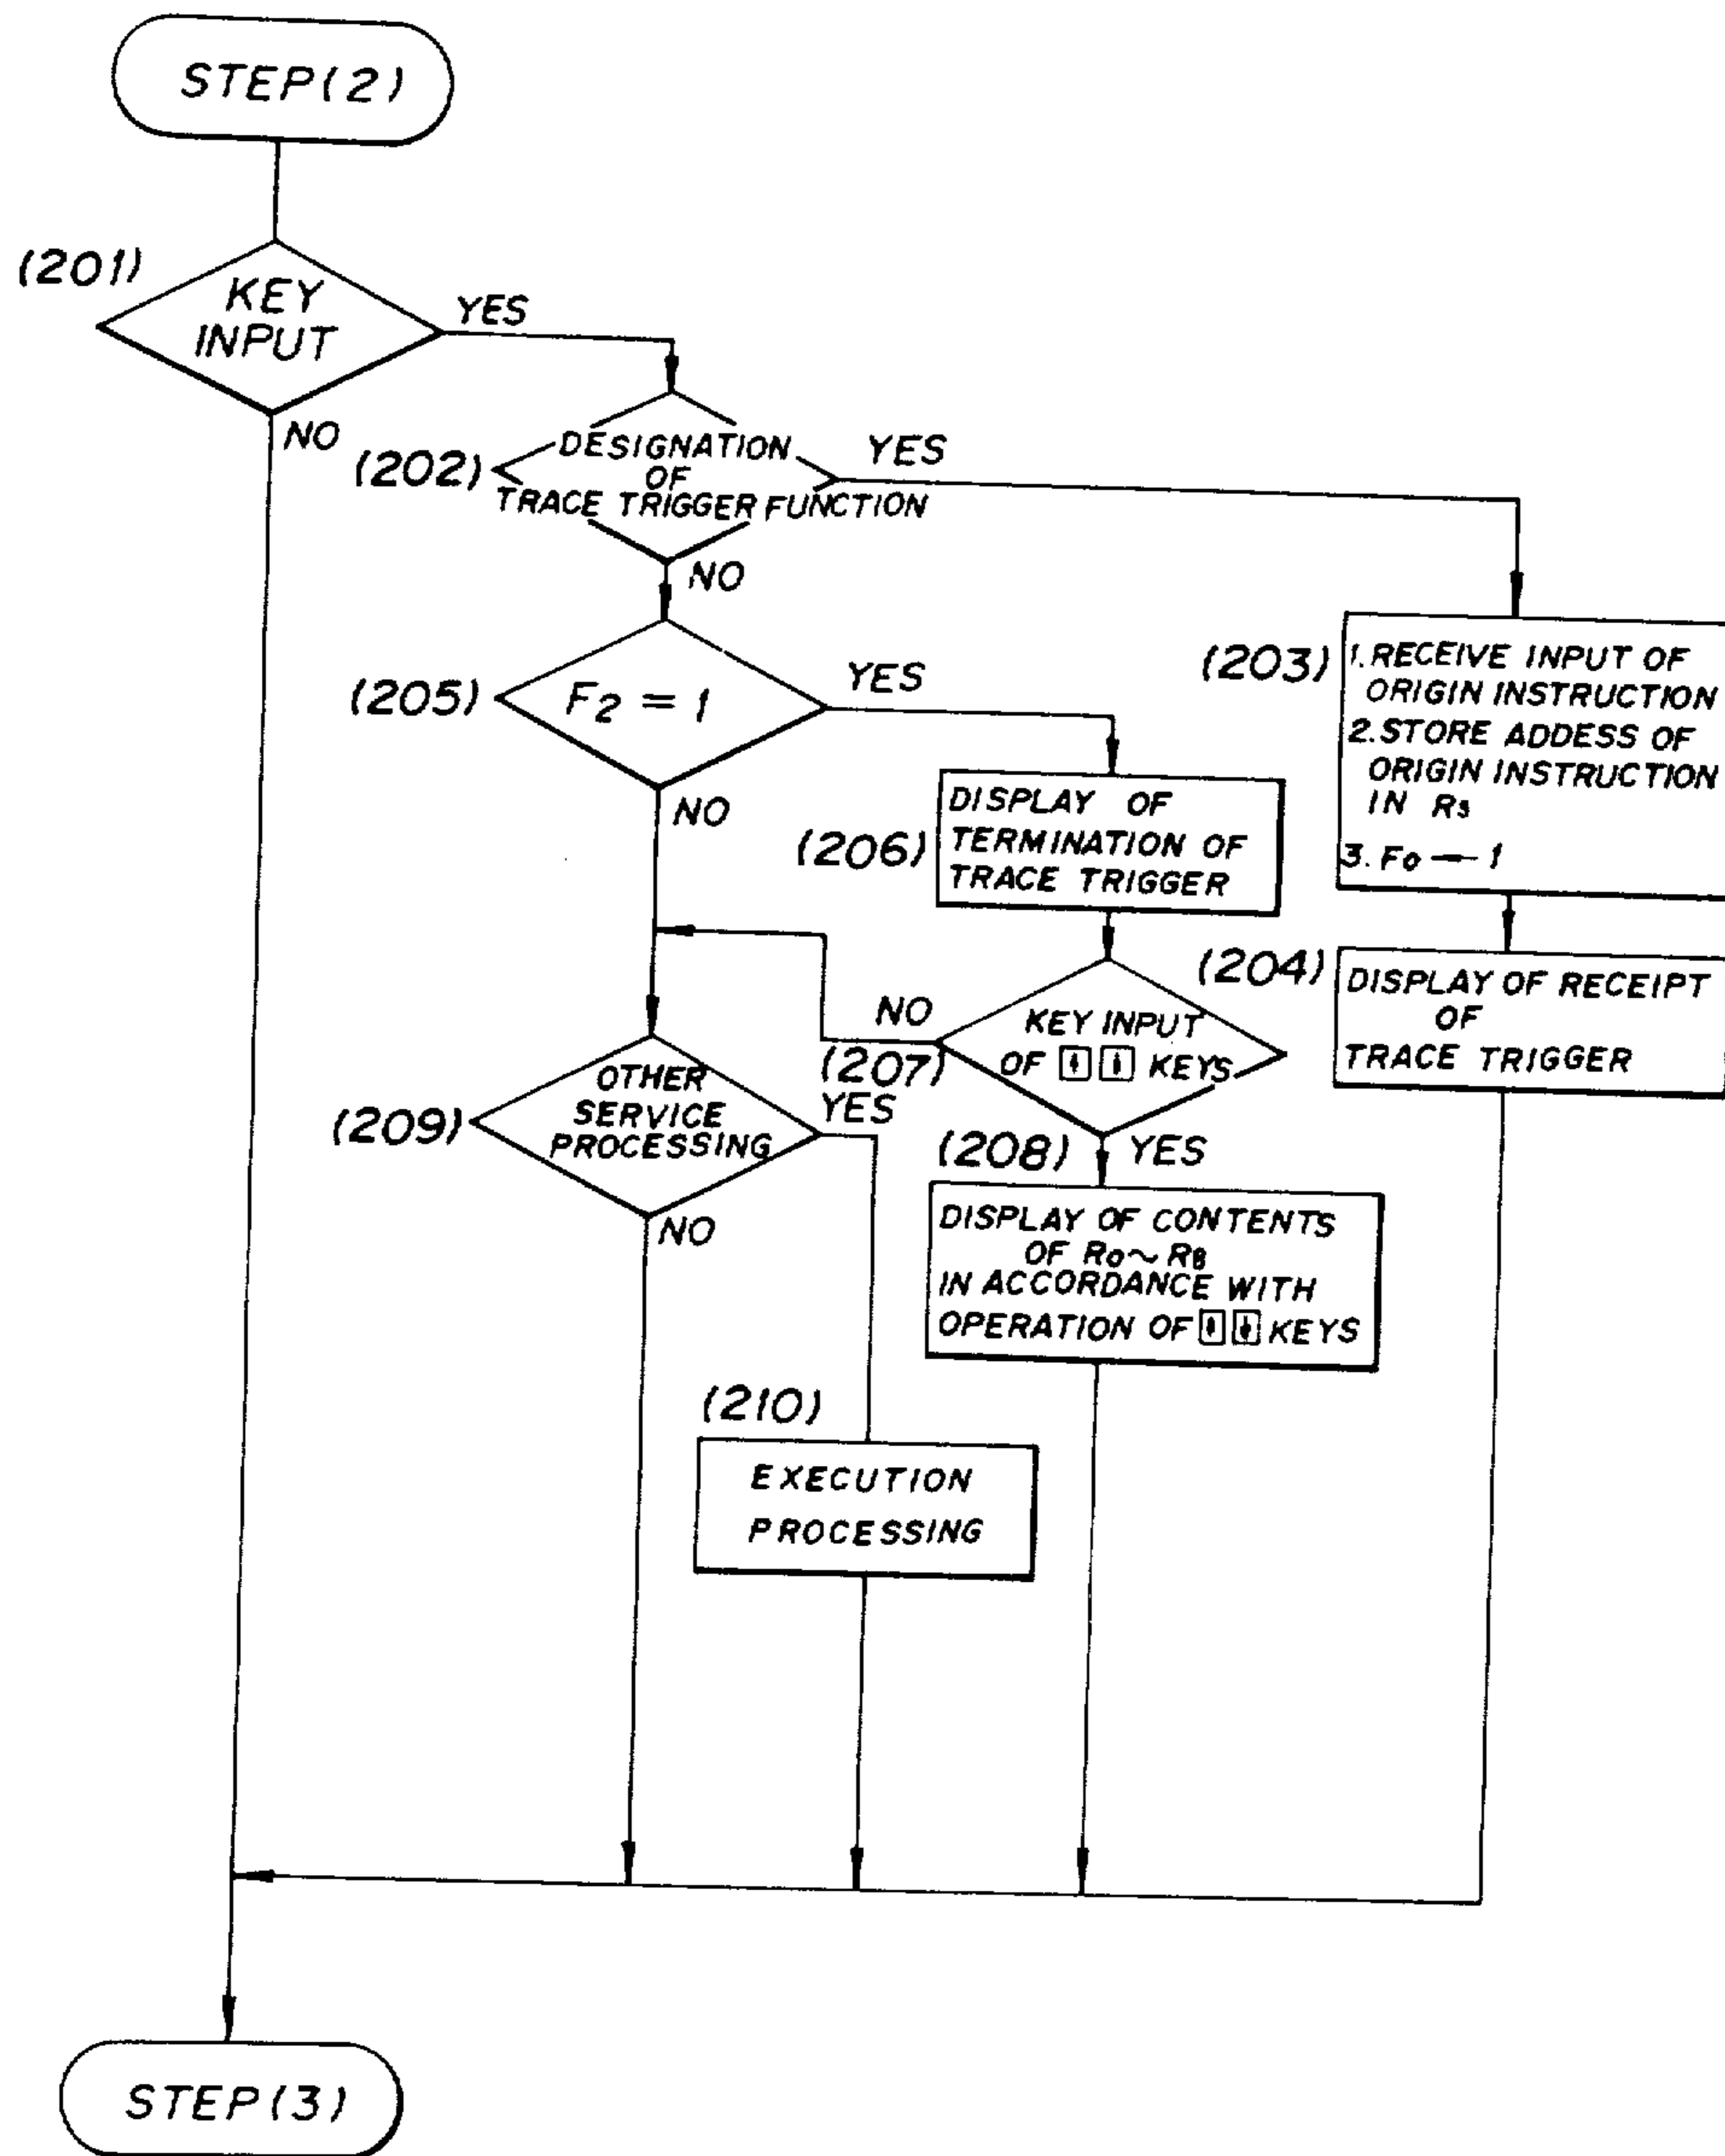 STEP(2)
(201)
KEY
INPUT
YES
NO
(202)
DESIGNATION
OF
TRACE TRIGGER FUNCTION
YES
NO
(205)
F2 = 1
YES
NO
(203)
1. RECEIVE INPUT OF
ORIGIN INSTRUCTION
2. STORE ADDESS OF
ORIGIN INSTRUCTION
IN Rs
3. F0 ← 1
(206)
DISPLAY OF
TERMINATION OF
TRACE TRIGGER
(204)
DISPLAY OF RECEIPT
OF
TRACE TRIGGER
(207)
KEY INPUT
OF ↑ ↓ KEYS
NO
YES
(209)
OTHER
SERVICE
PROCESSING
YES
NO
(208)
DISPLAY OF CONTENTS
OF R0~R8
IN ACCORDANCE WITH
OPERATION OF ↑ ↓ KEYS
(210)
EXECUTION
PROCESSING
STEP(3)